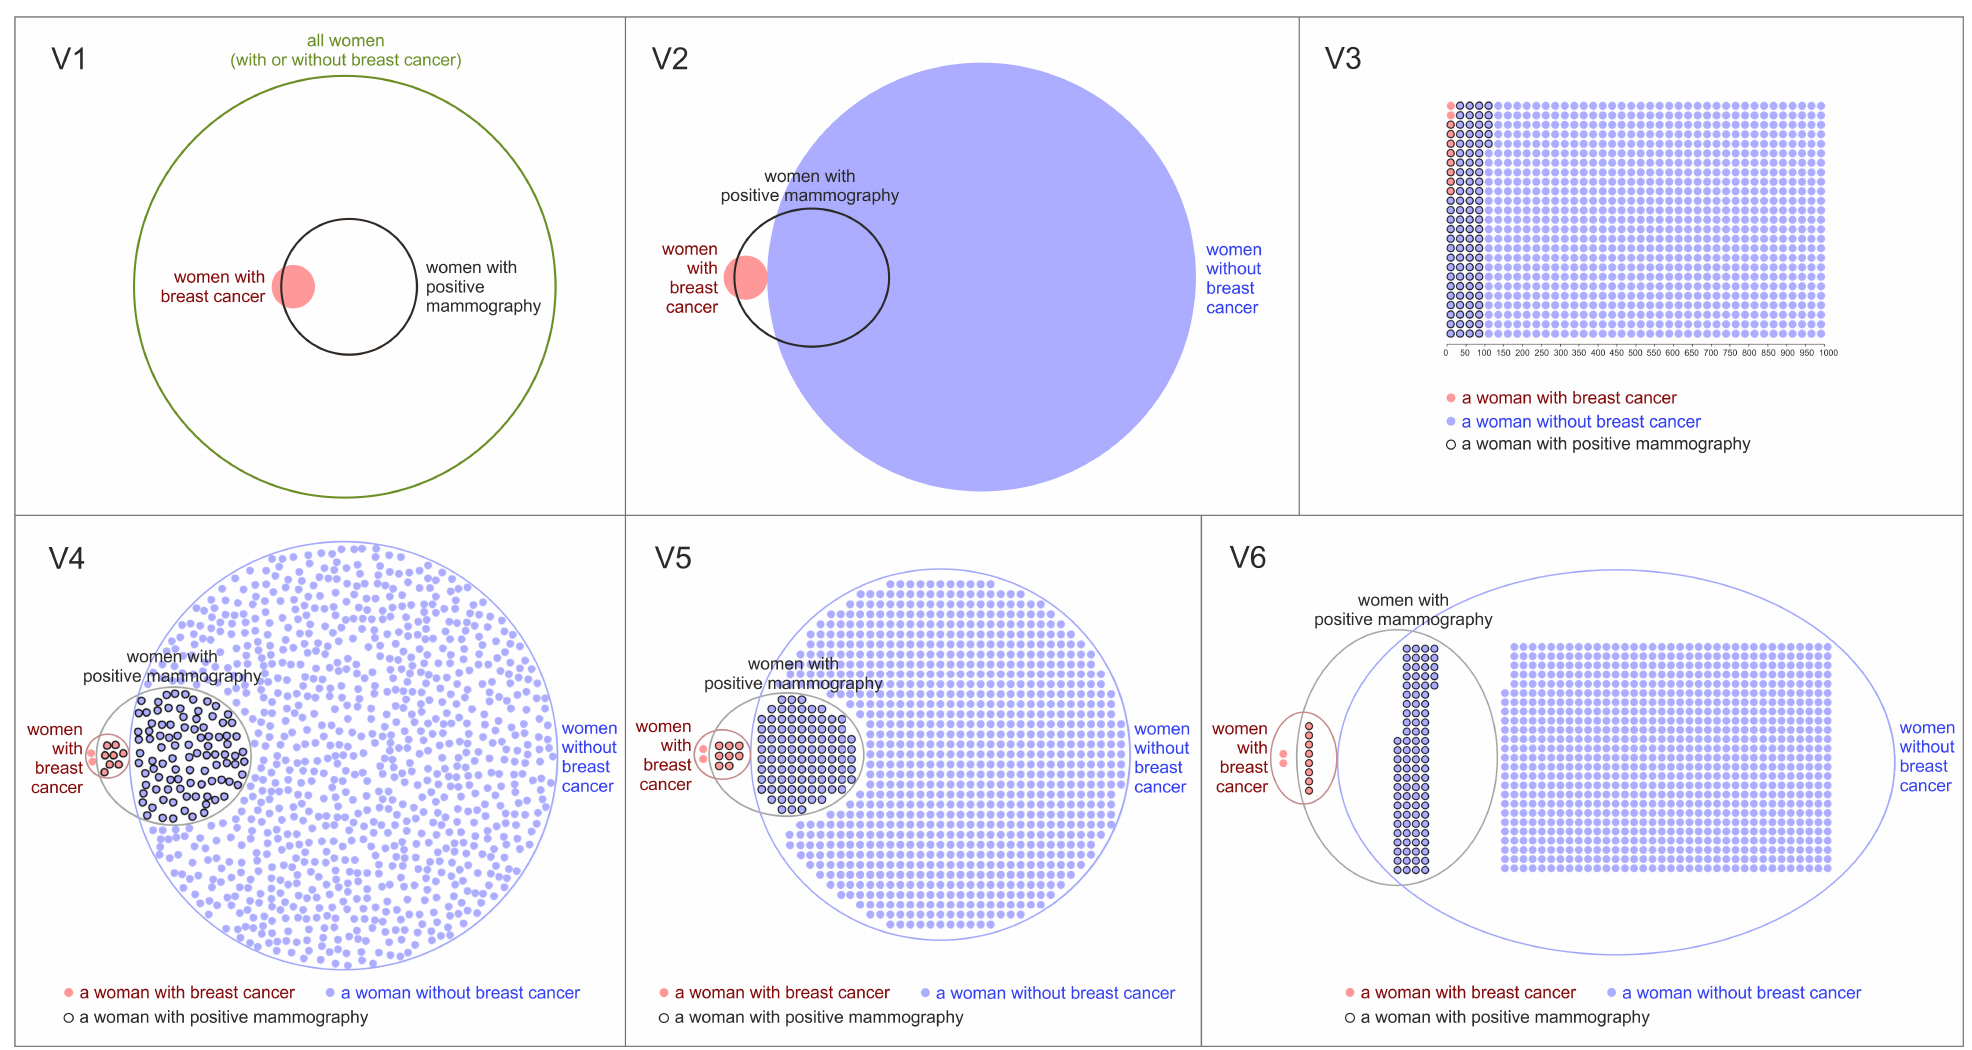 V1
all women
(with or without breast cancer)
women with
breast cancer
women with
positive
mammography
V2
women with
positive mammography
women
with
breast
cancer
women
without
breast
cancer
V3
0 50 100 150 200 250 300 350 400 450 500 550 600 650 700 750 800 850 900 950 1000
a woman with breast cancer
a woman without breast cancer
a woman with positive mammography
V4
women with
positive mammography
women
with
breast
cancer
women
without
breast
cancer
a woman with breast cancer
a woman without breast cancer
a woman with positive mammography
V5
women with
positive mammography
women
with
breast
cancer
women
without
breast
cancer
a woman with breast cancer
a woman without breast cancer
a woman with positive mammography
V6
women with
positive mammography
women
with
breast
cancer
women
without
breast
cancer
a woman with breast cancer
a woman without breast cancer
a woman with positive mammography